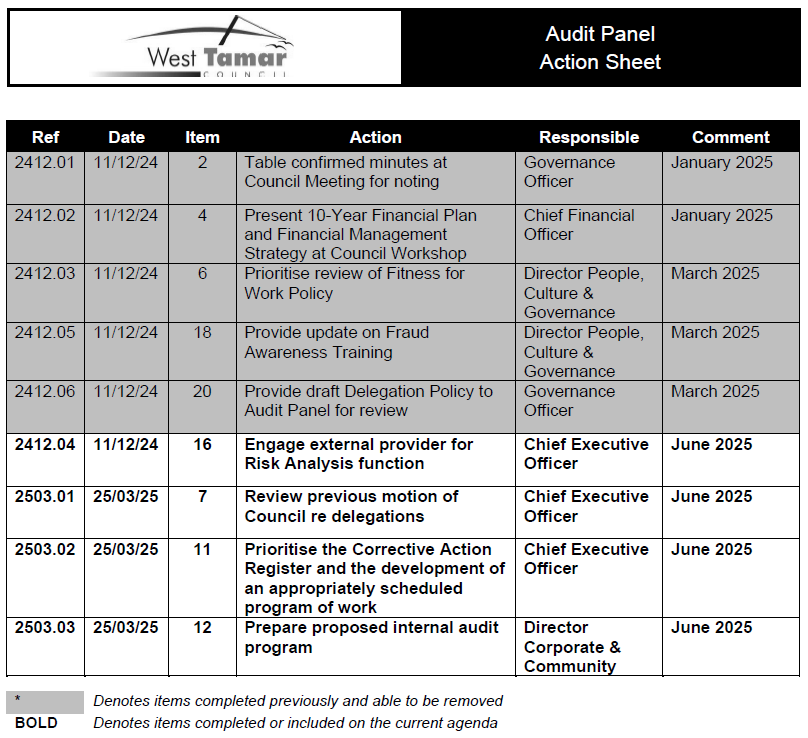 West Tamar
COUNCIL
Audit Panel
Action Sheet
Ref Date Item Action Responsible Comment
2412.01 11/12/24 2 Table confirmed minutes at Governance January 2025
Council Meeting for noting Officer
2412.02 11/12/24 4 Present 10-Year Financial Plan Chief Financial January 2025
and Financial Management Officer
Strategy at Council Workshop
2412.03 11/12/24 6 Prioritise review of Fitness for Director People, March 2025
Work Policy Culture &
Governance
2412.05 11/12/24 18 Provide update on Fraud Director People, March 2025
Awareness Training Culture &
Governance
2412.06 11/12/24 20 Provide draft Delegation Policy to Governance March 2025
Audit Panel for review Officer
2412.04 11/12/24 16 Engage external provider for Chief Executive June 2025
Risk Analysis function Officer
2503.01 25/03/25 7 Review previous motion of Chief Executive June 2025
Council re delegations Officer
2503.02 25/03/25 11 Prioritise the Corrective Action Chief Executive June 2025
Register and the development of Officer
an appropriately scheduled
program of work
2503.03 25/03/25 12 Prepare proposed internal audit Director June 2025
program Corporate &
Community
* Denotes items completed previously and able to be removed
BOLD Denotes items completed or included on the current agenda